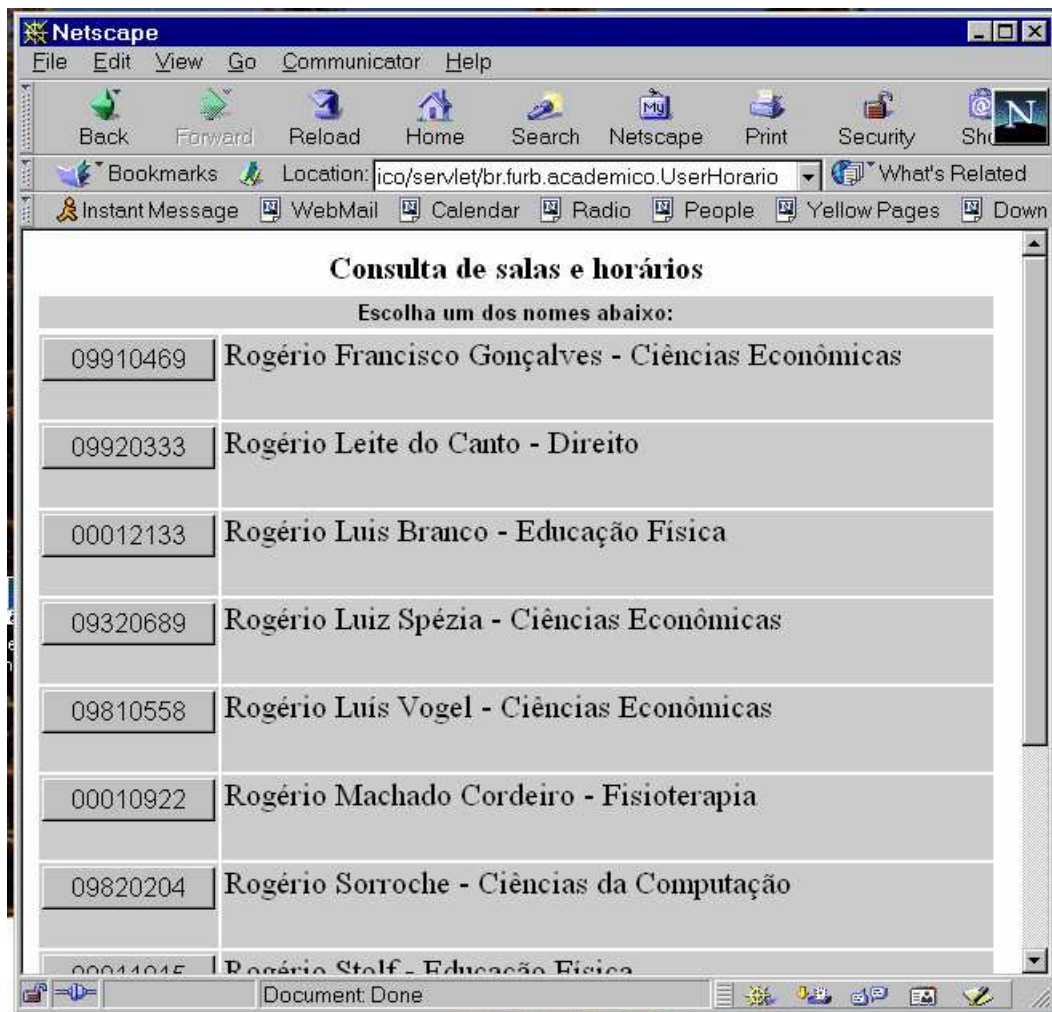 Netscape
File Edit View Go Communicator Help
Back Forward Reload Home Search Netscape Print Security Sh
Bookmarks Location: ico/servlet/br.furb.academico.UserHorario What's Related
Instant Message WebMail Calendar Radio People Yellow Pages Down
Consulta de salas e horários
Escolha um dos nomes abaixo:
09910469 Rogério Francisco Gonçalves - Ciências Econômicas
09920333 Rogério Leite do Canto - Direito
00012133 Rogério Luis Branco - Educação Física
09320689 Rogério Luiz Spézia - Ciências Econômicas
09810558 Rogério Luís Vogel - Ciências Econômicas
00010922 Rogério Machado Cordeiro - Fisioterapia
09820204 Rogério Sorroche - Ciências da Computação
Rogério Stolf - Educação Física
Document: Done